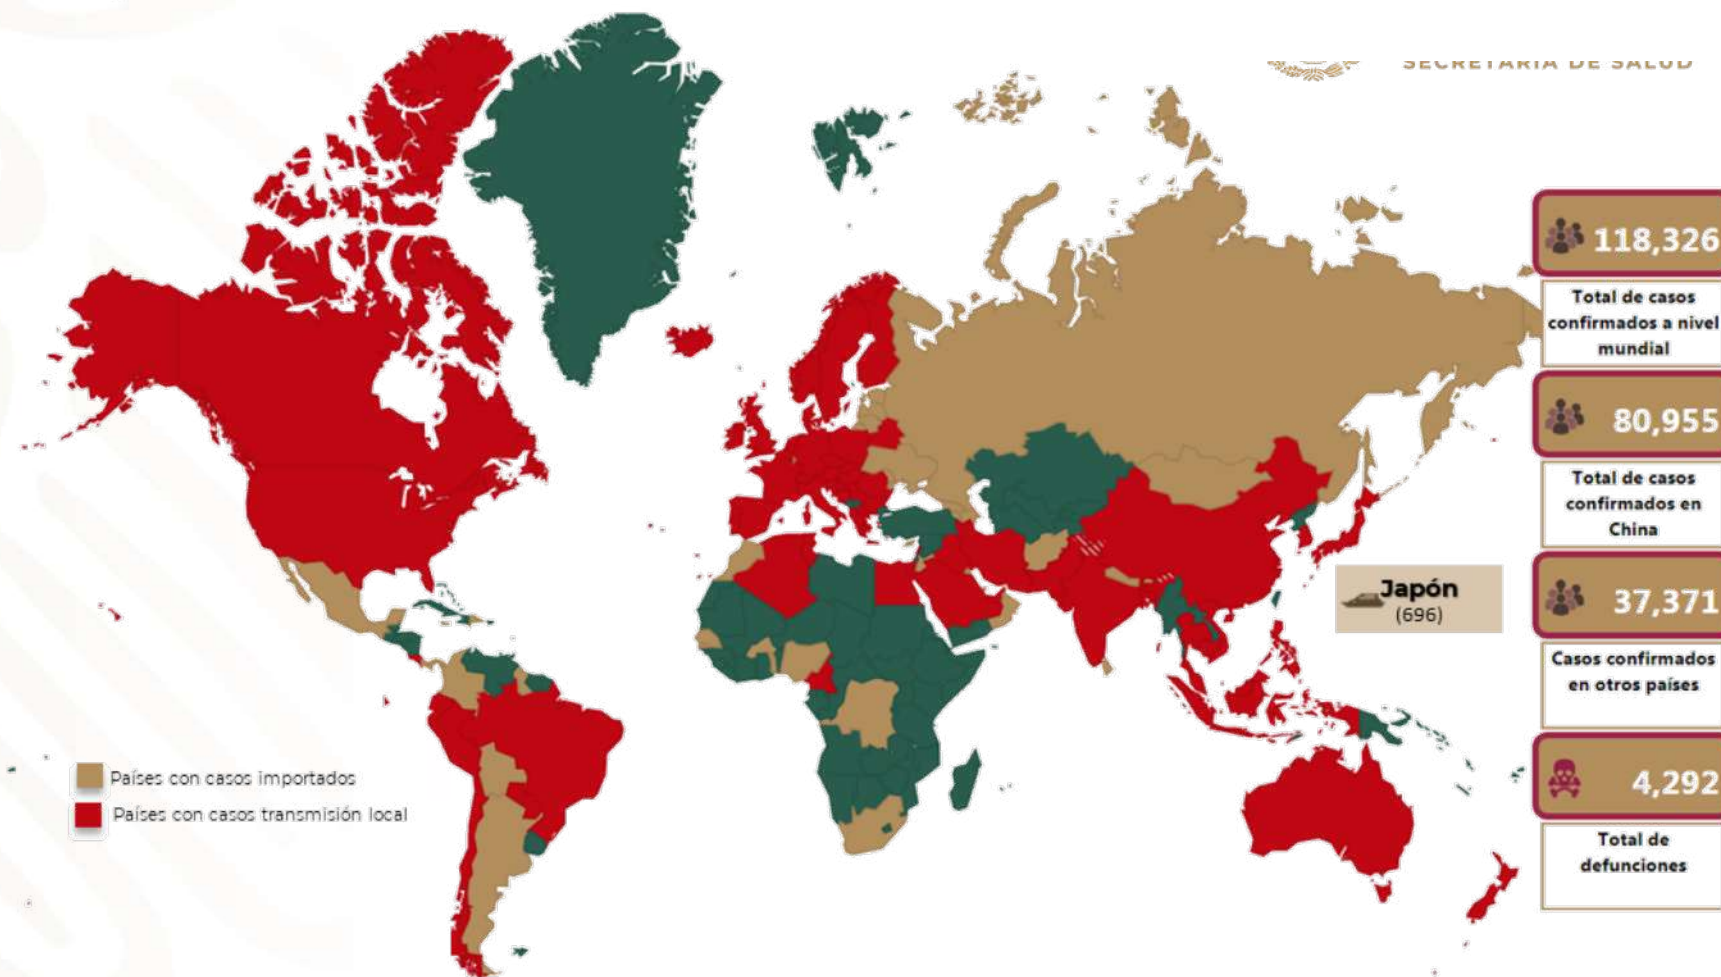 SECRETARÍA DE SALUD
118,326
Total de casos
confirmados a nivel
mundial
80,955
Total de casos
confirmados en
China
Japón
(696)
37,371
Casos confirmados
en otros países
4,292
Total de
defunciones
Países con casos importados
Países con casos transmisión local